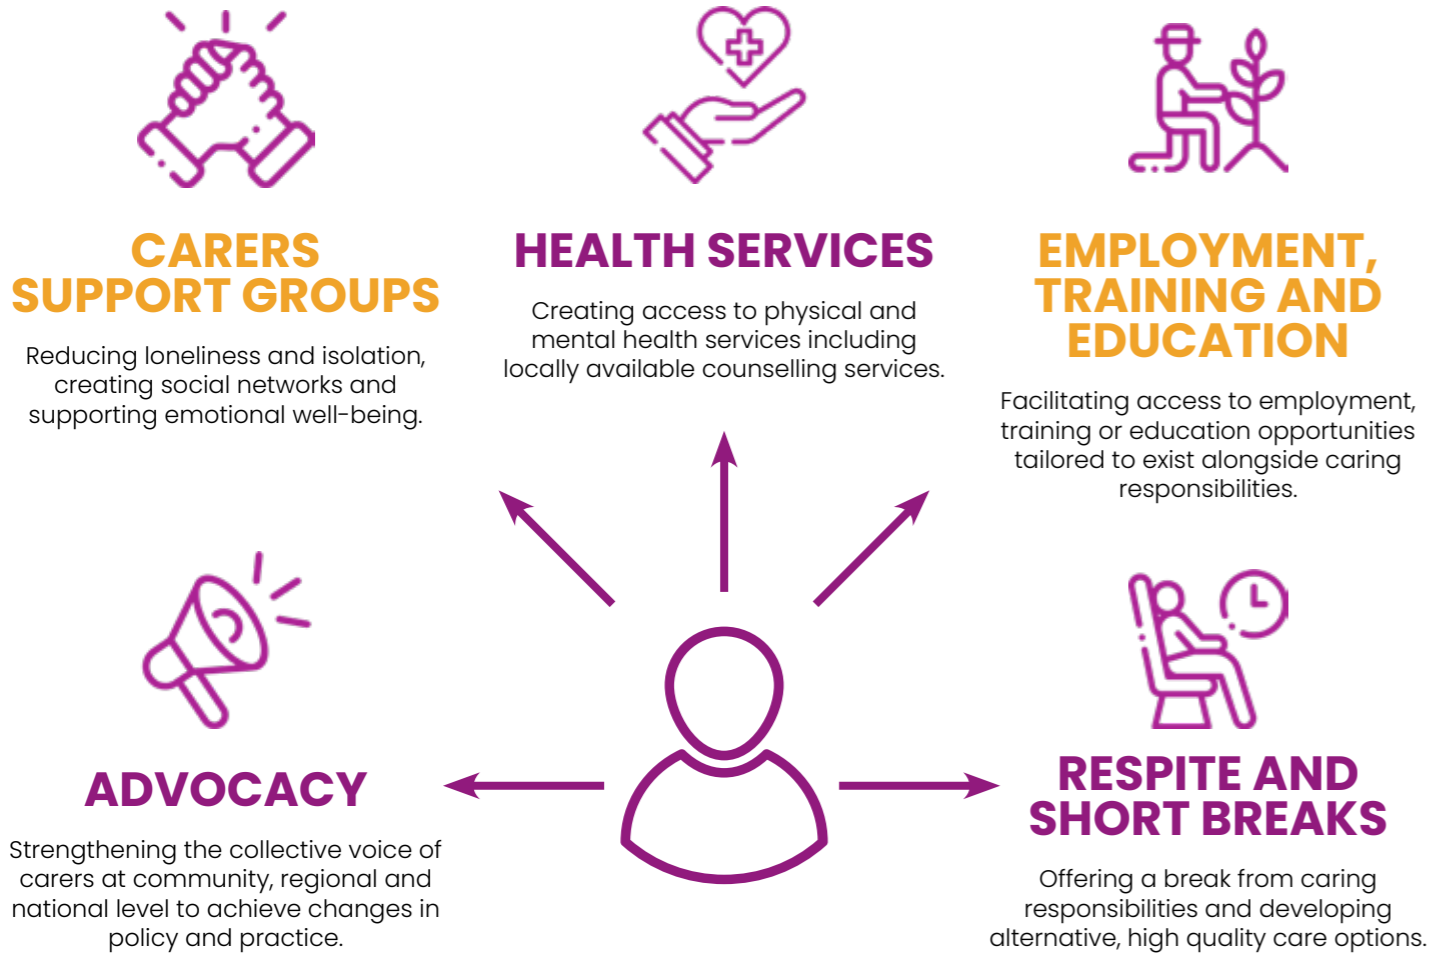 CARERS
SUPPORT GROUPS
Reducing loneliness and isolation,
creating social networks and
supporting emotional well-being.
HEALTH SERVICES
Creating access to physical and
mental health services including
locally available counselling services.
EMPLOYMENT,
TRAINING AND
EDUCATION
Facilitating access to employment,
training or education opportunities
tailored to exist alongside caring
responsibilities.
ADVOCACY
Strengthening the collective voice of
carers at community, regional and
national level to achieve changes in
policy and practice.
RESPITE AND
SHORT BREAKS
Offering a break from caring
responsibilities and developing
alternative, high quality care options.